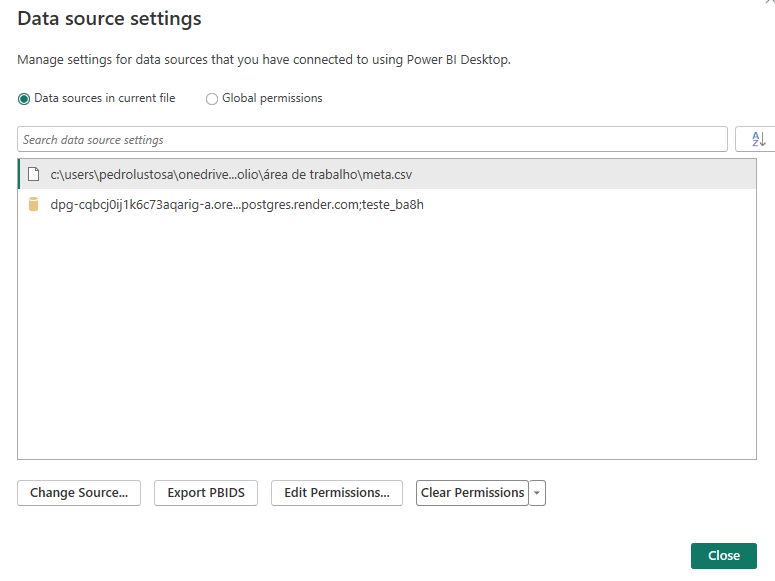 Data source settings
Manage settings for data sources that you have connected to using Power BI Desktop.
Data sources in current file Global permissions
Search data source settings
AZ
c:\users\pedrolustosa\onedrive...olio\área de trabalho\meta.csv
dpg-cqbcj0ij1k6c73aqarig-a.ore...postgres.render.com;teste_ba8h
Change Source... Export PBIDS Edit Permissions... Clear Permissions
Close